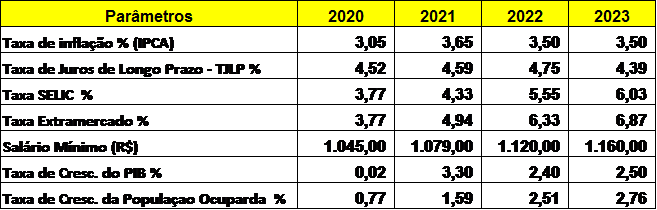 Parâmetros 2020 2021 2022 2023
Taxa de inflação % (IPCA) 3,05 3,65 3,50 3,50
Taxa de Juros de Longo Prazo - TJLP % 4,52 4,59 4,75 4,39
Taxa SELIC % 3,77 4,33 5,55 6,03
Taxa Extramercado % 3,77 4,94 6,33 6,87
Salário Mínimo (R$) 1.045,00 1.079,00 1.120,00 1.160,00
Taxa de Cresc. do PIB % 0,02 3,30 2,40 2,50
Taxa de Cresc. da Populaçao Ocuparda % 0,77 1,59 2,51 2,76